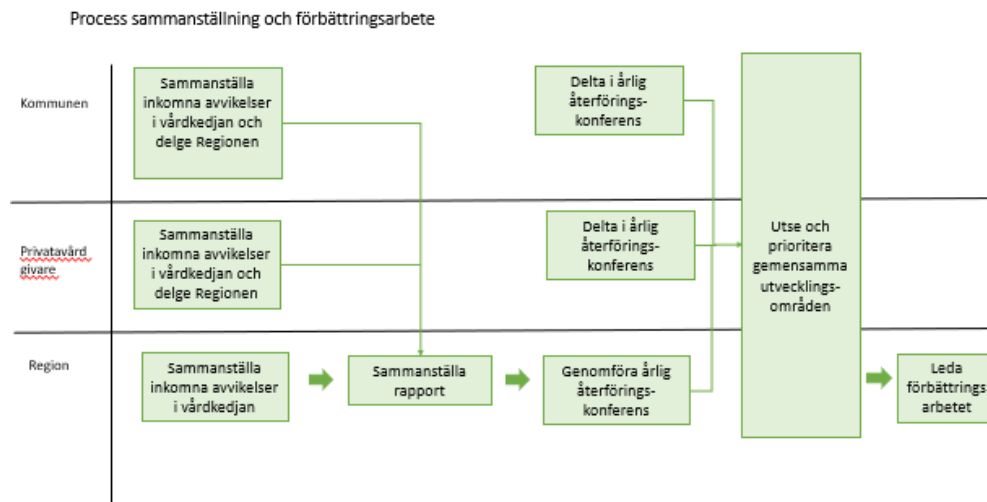 Process sammanställning och förbättringsarbete
Kommunen
Sammanställa
inkomna avvikelser
i vårdkedjan och
delge Regionen
Delta i årlig
återförings-
konferens
Privatavård
givare
Sammanställa
inkomna avvikelser
i vårdkedjan och
delge Regionen
Delta i årlig
återförings-
konferens
Utse och
prioritera
gemensamma
utvecklings-
områden
Region
Sammanställa
inkomna avvikelser
i vårdkedjan
Sammanställa
rapport
Genomföra årlig
återförings-
konferens
Leda
förbättrings
arbetet